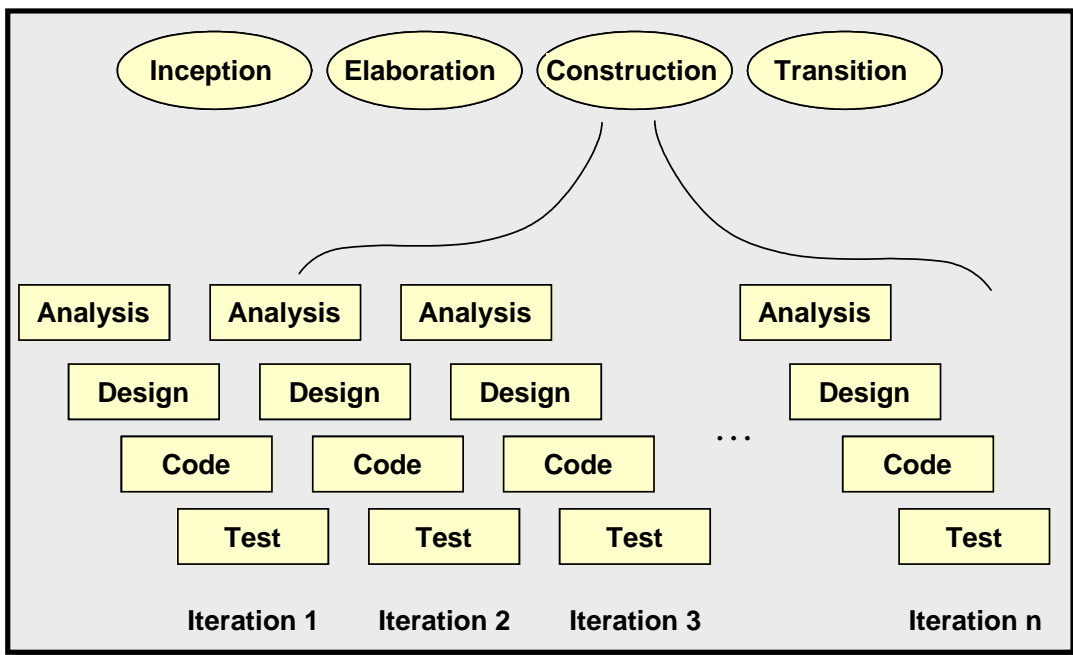 Inception Elaboration Construction Transition
Analysis Analysis Analysis Analysis
Design Design Design Design
...
Code Code Code Code
Test Test Test Test
Iteration 1 Iteration 2 Iteration 3 Iteration n